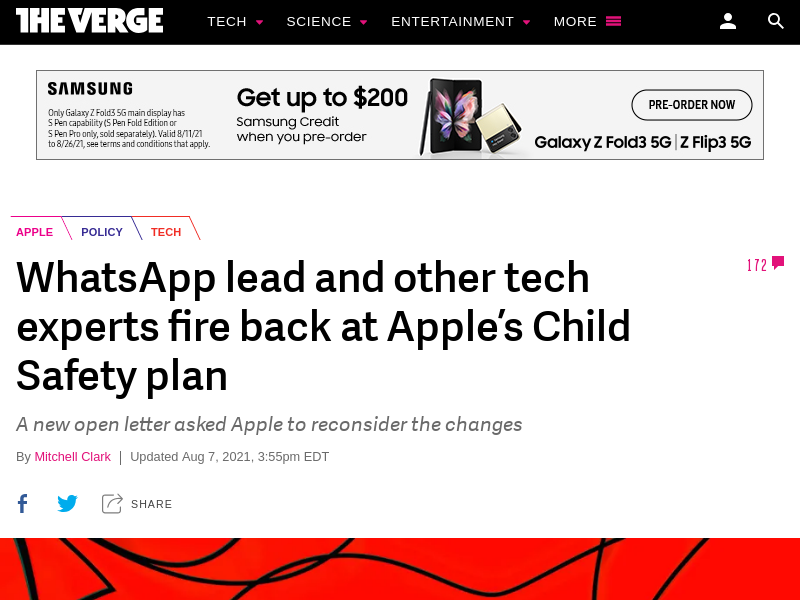 THE VERGE
TECH
SCIENCE
ENTERTAINMENT
MORE
SAMSUNG
Only Galaxy Z Fold3 5G main display has
S Pen capability (S Pen Fold Edition or
S Pen Pro only, sold separately). Valid 8/11/21
to 8/26/21, see terms and conditions that apply.
Get up to $200
Samsung Credit
when you pre-order
PRE-ORDER NOW
Galaxy Z Fold3 5G | Z Flip3 5G
APPLE
POLICY
TECH
WhatsApp lead and other tech
experts fire back at Apple’s Child
Safety plan
172
A new open letter asked Apple to reconsider the changes
By Mitchell Clark | Updated Aug 7, 2021, 3:55pm EDT
SHARE